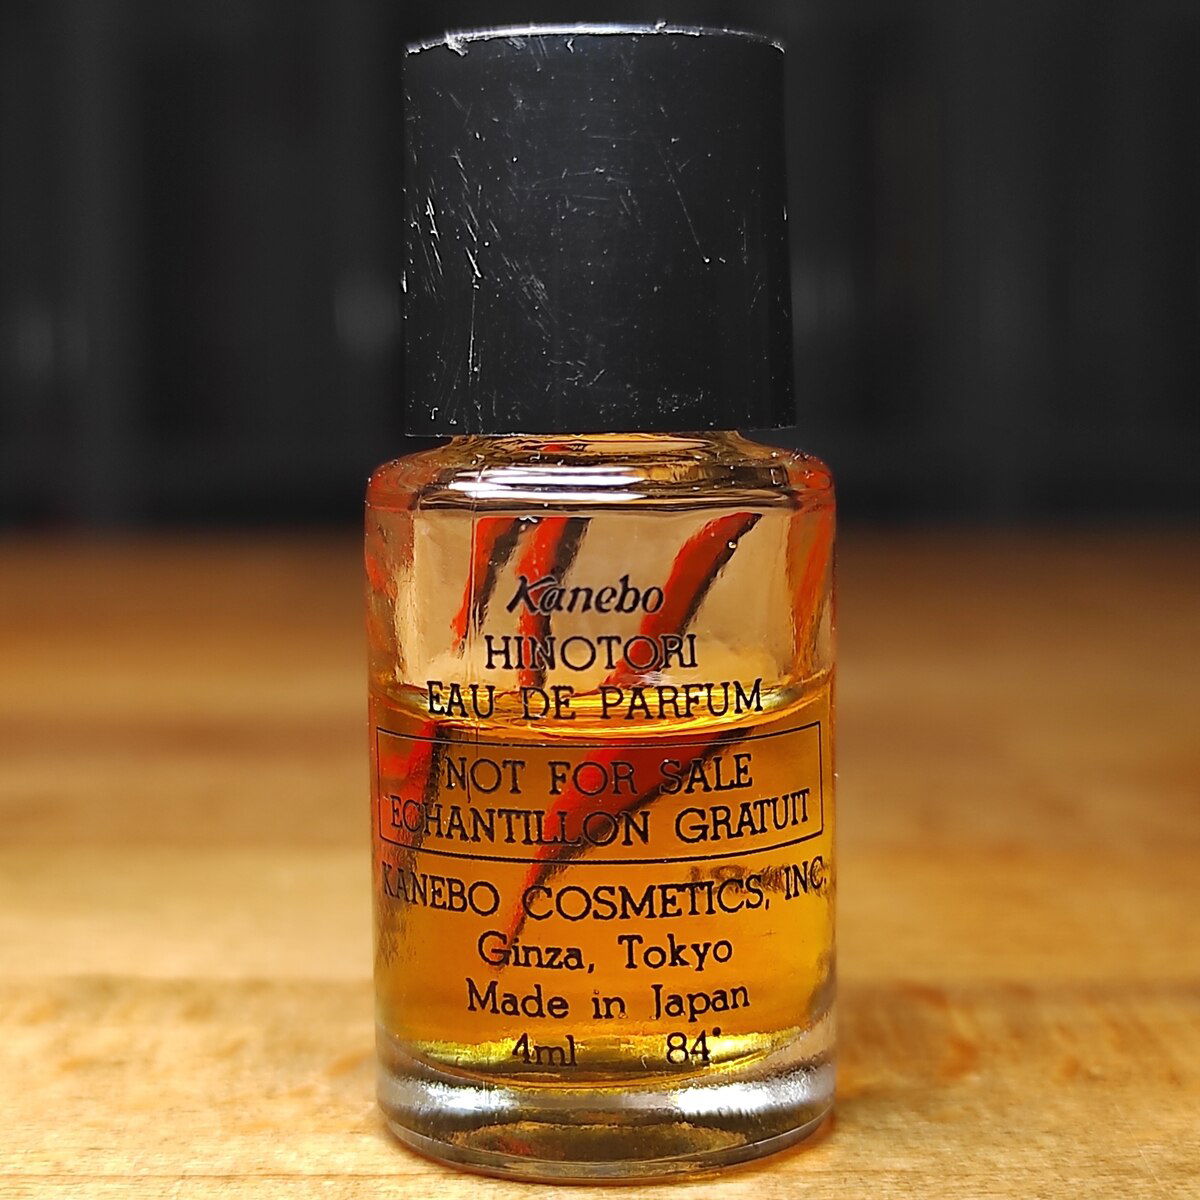 Kanebo
HINOTORI
EAU DE PARFUM
NOT FOR SALE
ECHANTILLON GRATUIT
KANEBO COSMETICS, INC.
Ginza, Tokyo
Made in Japan
4ml 84°